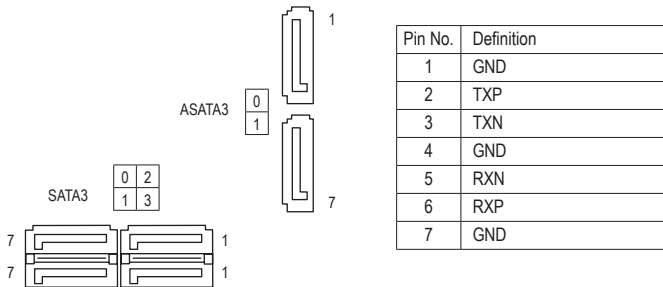 1
ASATA3
0
1
7
SATA3
0 2
1 3
7 1
7 1
Pin No. Definition
1 GND
2 TXP
3 TXN
4 GND
5 RXN
6 RXP
7 GND